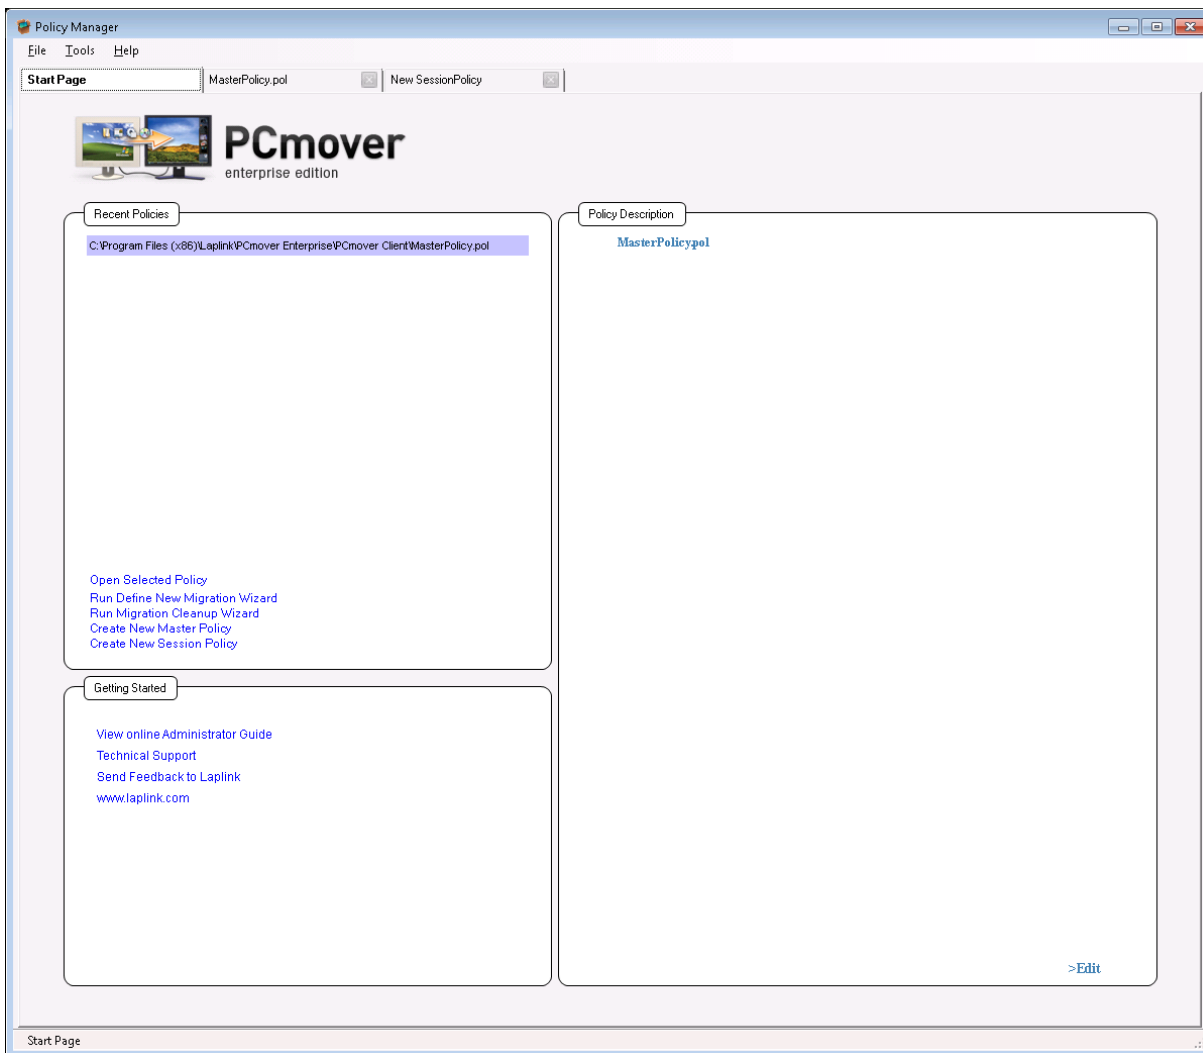 Policy Manager
File Tools Help
Start Page MasterPolicy.pol New SessionPolicy
PCmover
enterprise edition
Recent Policies
C:\Program Files (x86)\Laplink\PCmover Enterprise\PCmover Client\MasterPolicy.pol
Open Selected Policy
Run Define New Migration Wizard
Run Migration Cleanup Wizard
Create New Master Policy
Create New Session Policy
Getting Started
View online Administrator Guide
Technical Support
Send Feedback to Laplink
www.laplink.com
Policy Description
MasterPolicy.pol
>Edit
Start Page